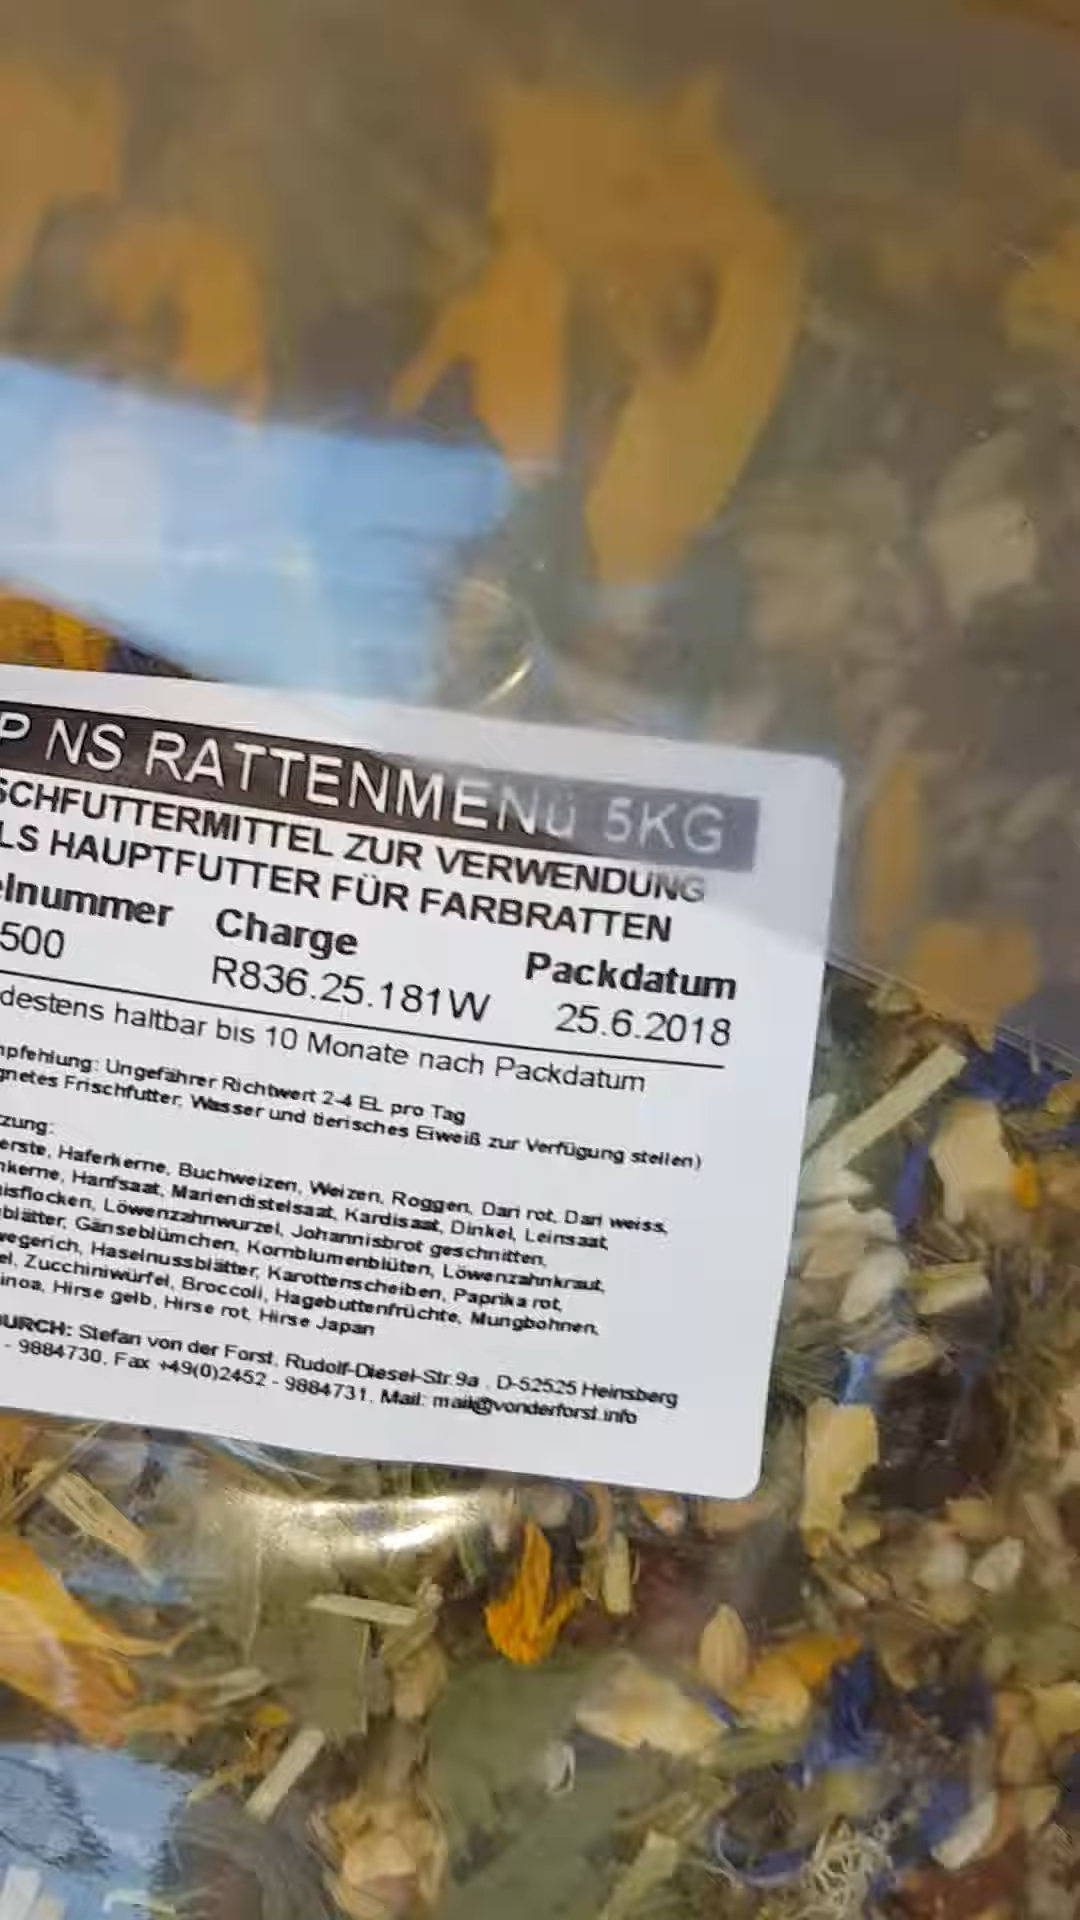 P NS RATTENMENü 5KG
SCHFUTTERMITTEL ZUR VERWENDUNG
LS HAUPTFUTTER FÜR FARBRATTEN
elnummer Charge Packdatum
500 R836.25.181W 25.6.2018
destens haltbar bis 10 Monate nach Packdatum
npfehlung: Ungefährer Richtwert 2-4 EL pro Tag
gnetes Frischfutter, Wasser und tierisches Eiweiß zur Verfügung stellen)
zung:
erste, Haferkerne, Buchweizen, Weizen, Roggen, Dari rot, Dari weiss,
nkerne, Hanfsaat, Mariendistelsaat, Kardisaat, Dinkel, Leinsaat,
isflocken, Löwenzahnwurzel, Johannisbrot geschnitten,
blätter, Gänseblümchen, Kornblumenblüten, Löwenzahnkraut,
wegerich, Haselnussblätter, Karottenscheiben, Paprika rot,
el, Zucchiniwürfel, Broccoli, Hagebuttenfrüchte, Mungbohnen,
inoa, Hirse gelb, Hirse rot, Hirse Japan
DURCH: Stefan von der Forst, Rudolf-Diesel-Str.9a , D-52525 Heinsberg
- 9884730, Fax +49(0)2452 - 9884731, Mail: mail@vonderforst.info